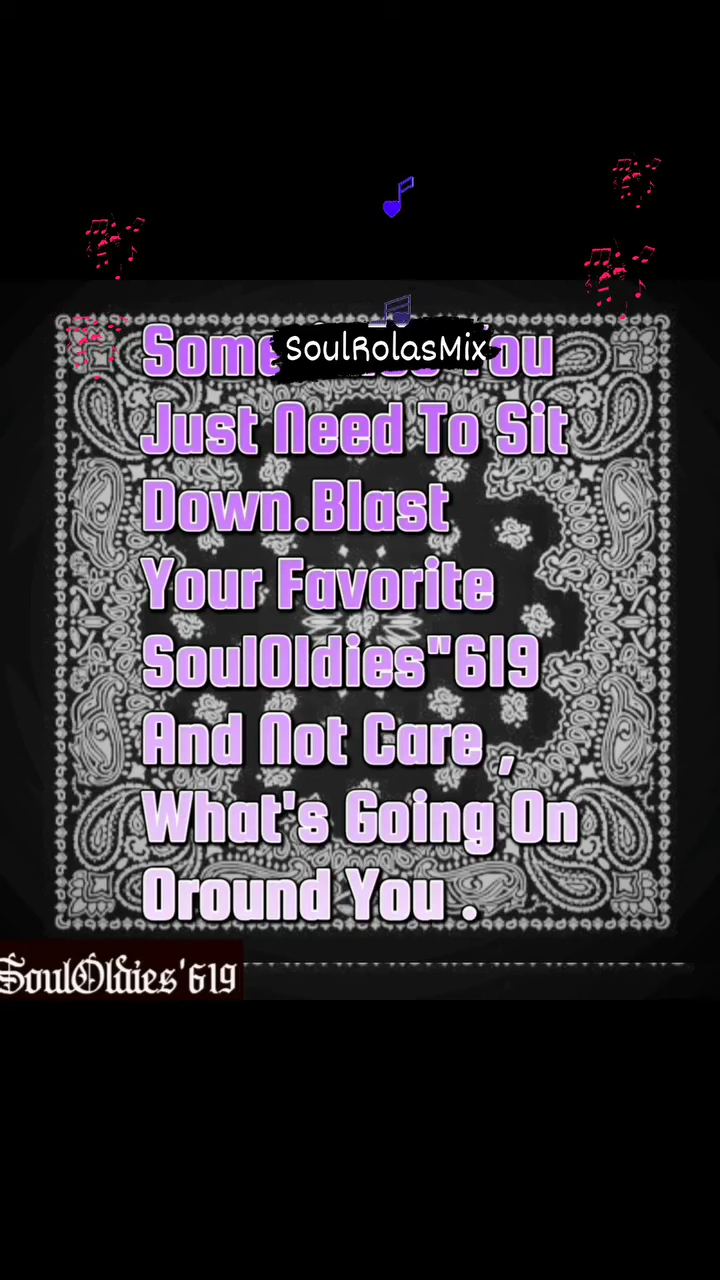 SoulRolasMix
Some
Just Need To Sit
Down.Blast
Your Favorite
SoulOldies"619
And Not Care ,
What's Going On
Oround You .
SoulOldies'619